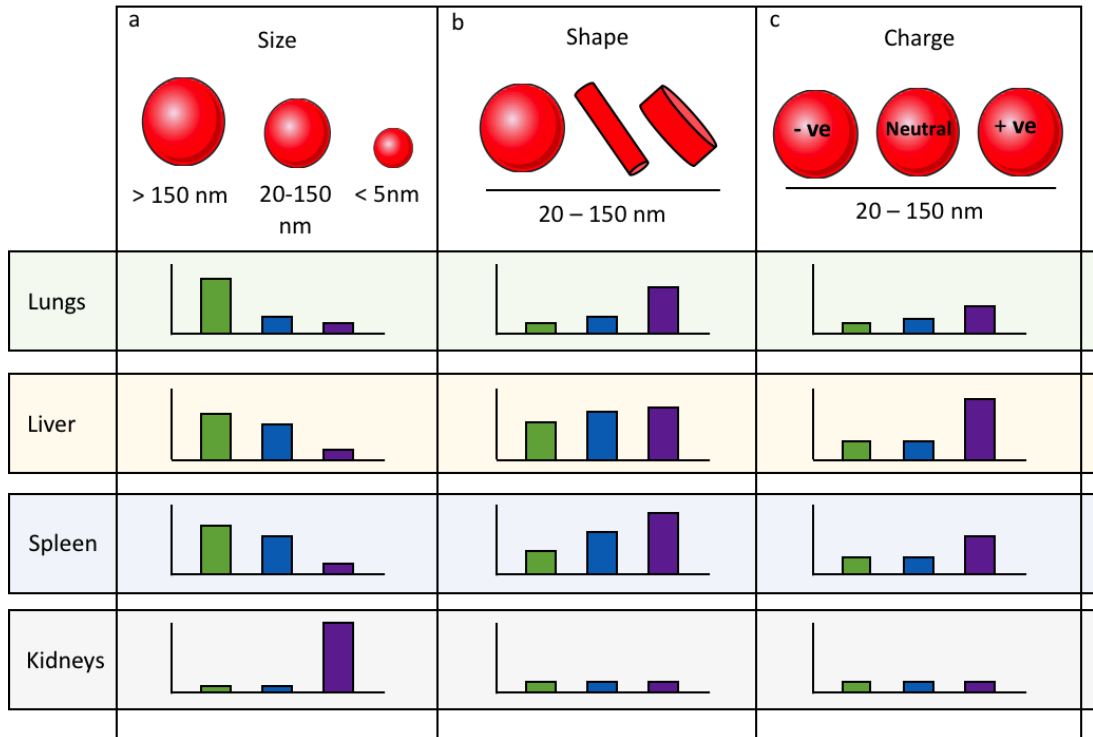 a
Size
b
Shape
c
Charge
- ve
Neutral
+ ve
> 150 nm
20-150
nm
< 5nm
20 – 150 nm
20 – 150 nm
Lungs
Liver
Spleen
Kidneys